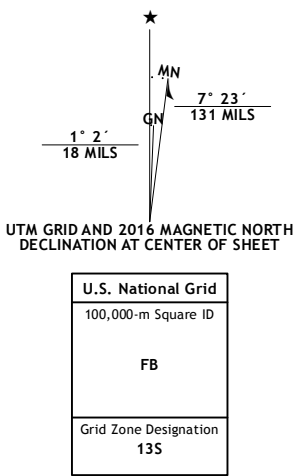 ★
MN
GN
7° 23´
131 MILS
1° 2´
18 MILS
UTM GRID AND 2016 MAGNETIC NORTH
DECLINATION AT CENTER OF SHEET
U.S. National Grid
100,000-m Square ID
FB
Grid Zone Designation
13S